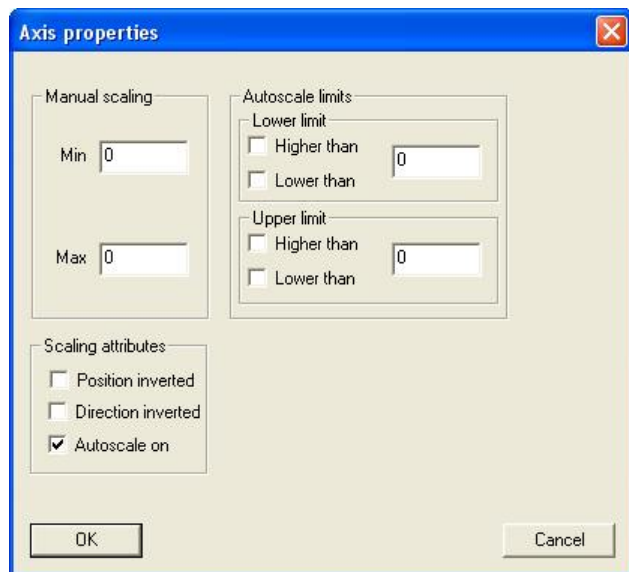 Axis properties
Manual scaling
Min 0
Max 0
Autoscale limits
Lower limit
Higher than
0
Lower than
Upper limit
Higher than
0
Lower than
Scaling attributes
Position inverted
Direction inverted
Autoscale on
OK
Cancel